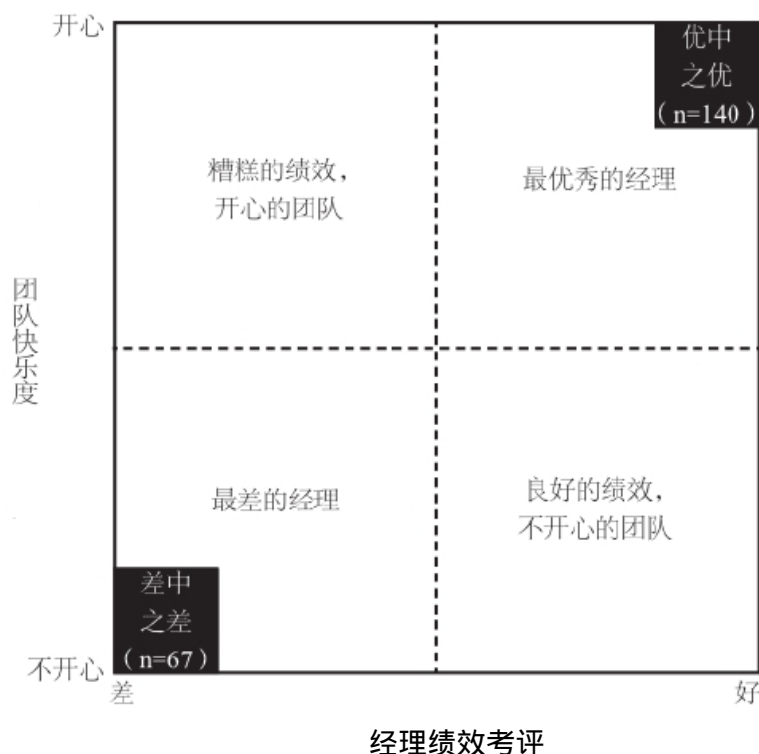 开心
优中
之优
（n=140）
糟糕的绩效，
开心的团队
最优秀的经理
团队快乐度
最差的经理
良好的绩效，
不开心的团队
差中
之差
（n=67）
不开心
差
好
经理绩效考评